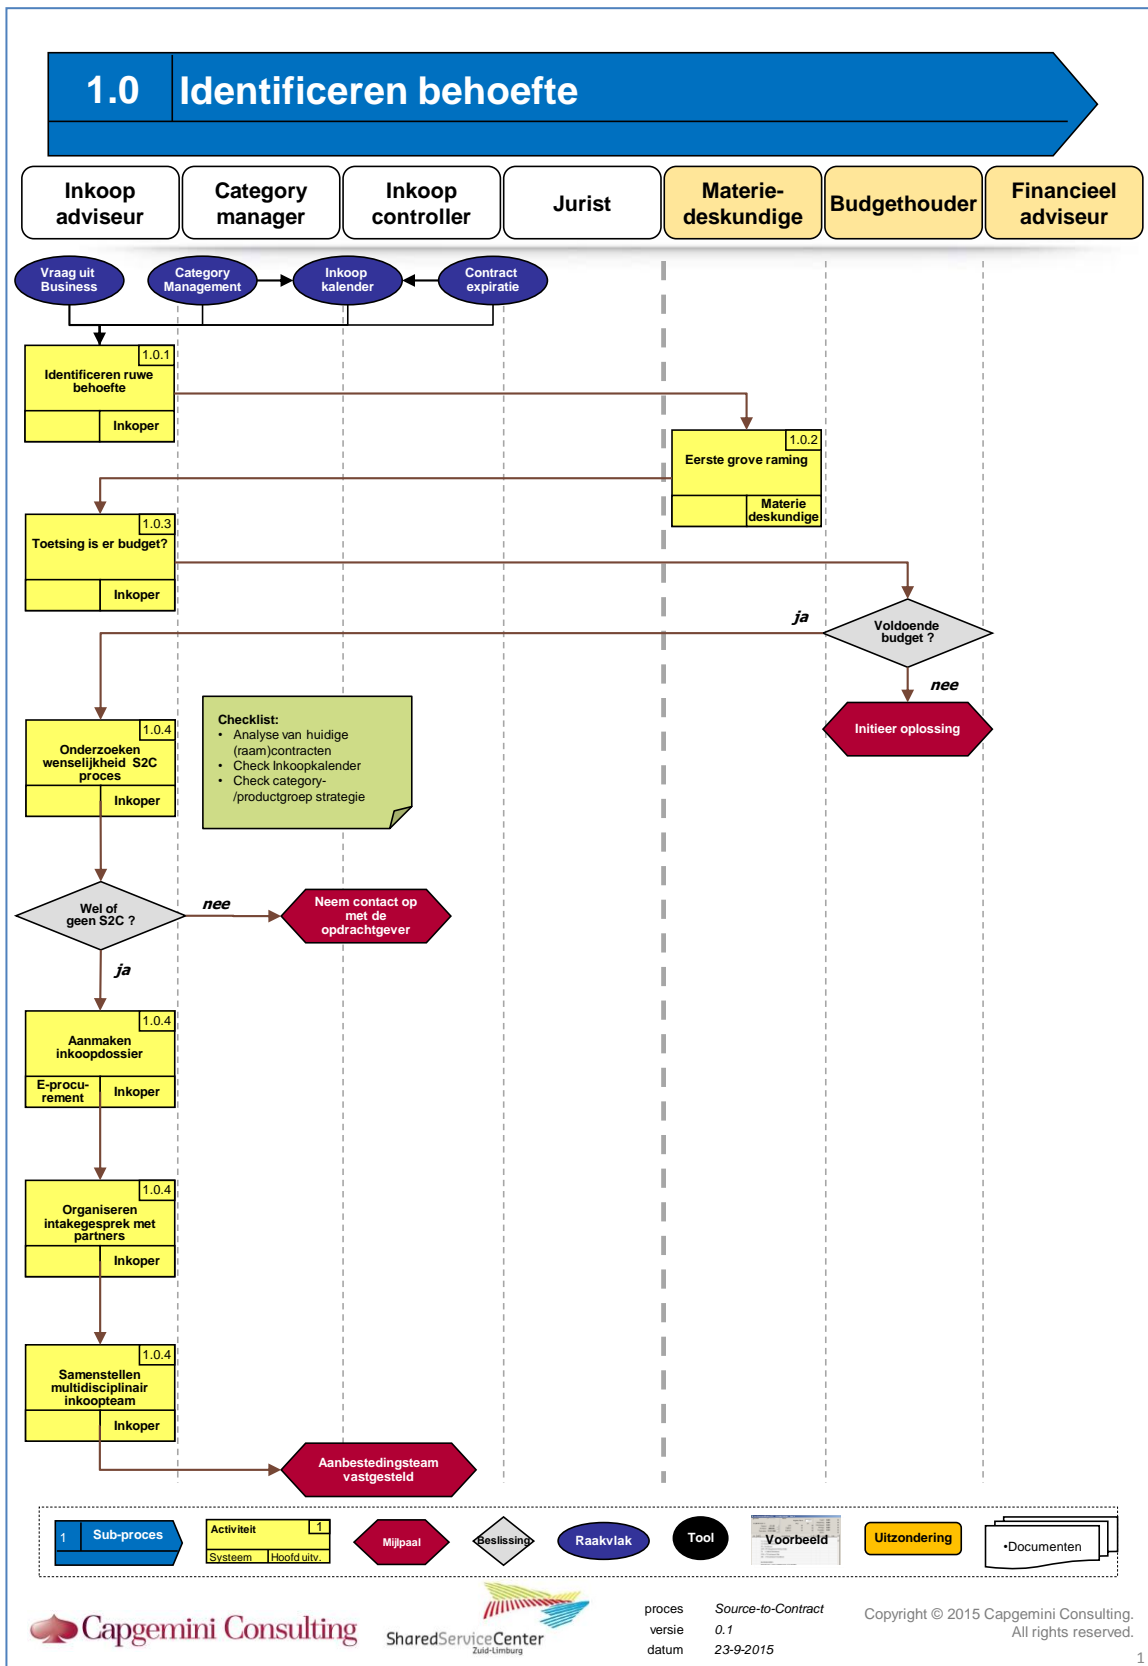 1.0 Identificeren behoefte
Inkoop
adviseur
Category
manager
Inkoop
controller
Jurist
Materie-
deskundige
Budgethouder
Financieel
adviseur
Vraag uit
Business
Category
Management
Inkoop
kalender
Contract
expiratie
1.0.1
Identificeren ruwe
behoefte
Inkoper
1.0.2
Eerste grove raming
Materie
deskundige
1.0.3
Toetsing is er budget?
Inkoper
ja
Voldoende
budget ?
nee
Initieer oplossing
1.0.4
Onderzoeken
wenselijkheid S2C
proces
Inkoper
Checklist:
• Analyse van huidige
(raam)contracten
• Check Inkoopkalender
• Check category-
/productgroep strategie
Wel of
geen S2C ?
nee
Neem contact op
met de
opdrachtgever
ja
1.0.4
Aanmaken
inkoopdossier
E-procu-
rement
Inkoper
1.0.4
Organiseren
intakegesprek met
partners
Inkoper
1.0.4
Samenstellen
multidisciplinair
inkoopteam
Inkoper
Aanbestedingsteam
vastgesteld
1 Sub-proces
Activiteit 1
Systeem Hoofd uitv.
Mijlpaal
Beslissing
Raakvlak
Tool
Voorbeeld
Uitzondering
•Documenten
Capgemini Consulting
SharedServiceCenter
Zuid-Limburg
proces Source-to-Contract
versie 0.1
datum 23-9-2015
Copyright © 2015 Capgemini Consulting.
All rights reserved.
1